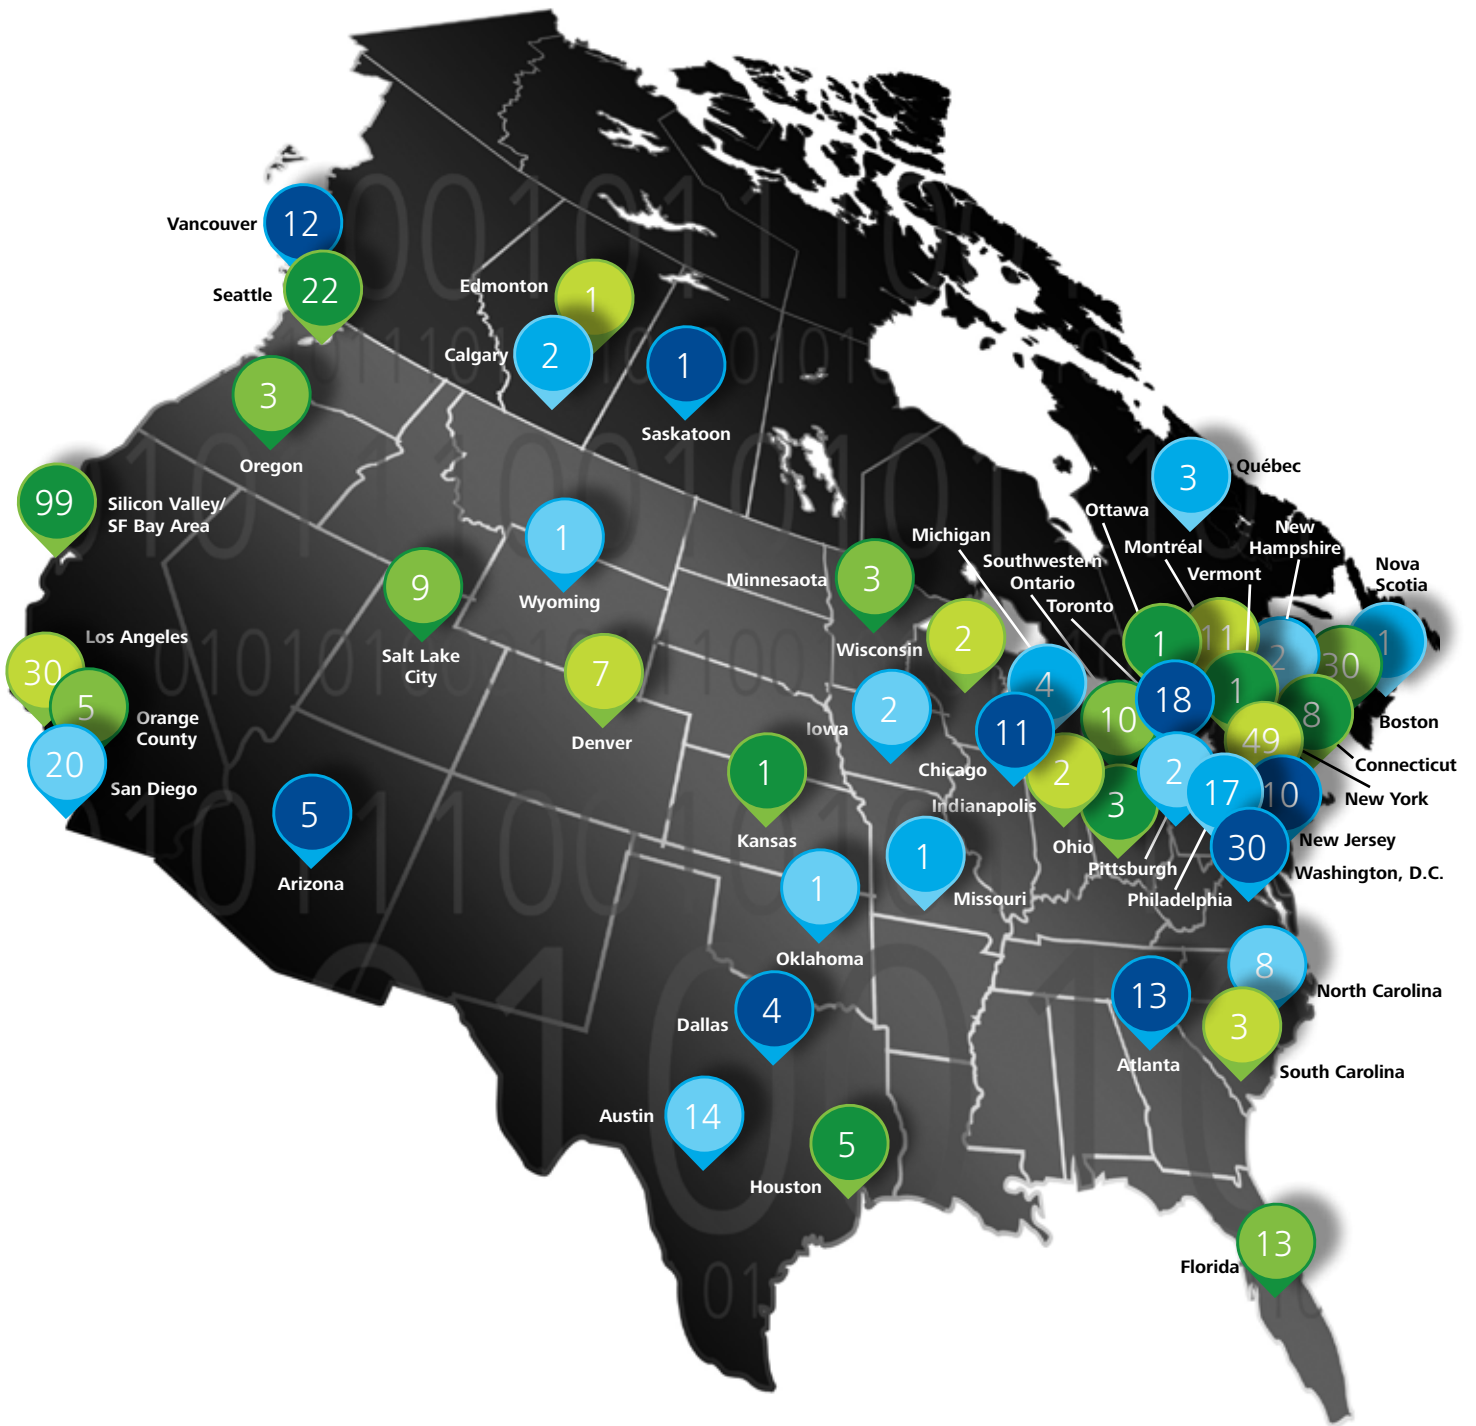 Vancouver
12
Seattle
22
Edmonton
1
Calgary
2
1
Saskatoon
3
Oregon
99
Silicon Valley/
SF Bay Area
3
Québec
Ottawa
Michigan
Montréal
New
Hampshire
Southwestern
Ontario
Vermont
Nova
Scotia
Toronto
1
Wyoming
9
Salt Lake
City
Minnesaota
3
Wisconsin
2
Los Angeles
30
5
Orange
County
20
San Diego
7
Denver
Iowa
2
4
11
Chicago
10
18
1
11
1
2
30
1
8
49
Boston
Connecticut
New York
2
Indianapolis
3
Ohio
2
Pittsburgh
17
Philadelphia
10
New Jersey
30
Washington, D.C.
5
Arizona
1
Kansas
1
Missouri
1
Oklahoma
8
North Carolina
13
Atlanta
3
South Carolina
Dallas
4
Austin
14
5
Houston
13
Florida